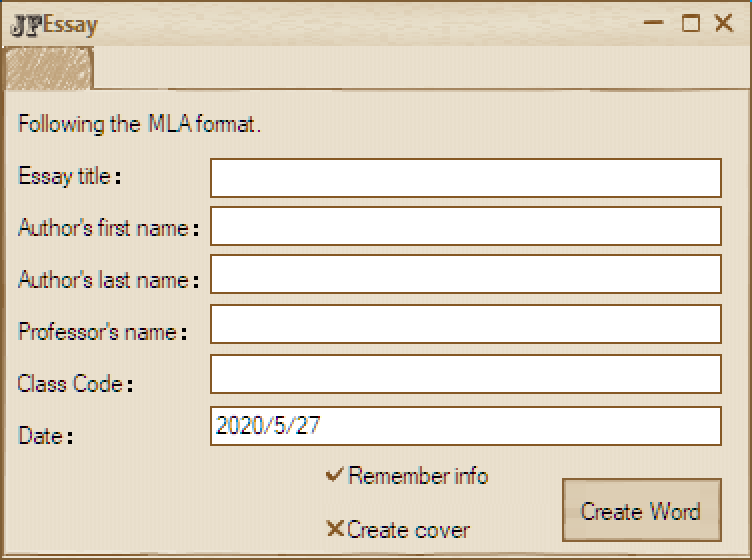 JPEssay
Following the MLA format.
Essay title:
Author's first name:
Author's last name:
Professor's name:
Class Code:
Date: 2020/5/27
Remember info
Create cover
Create Word